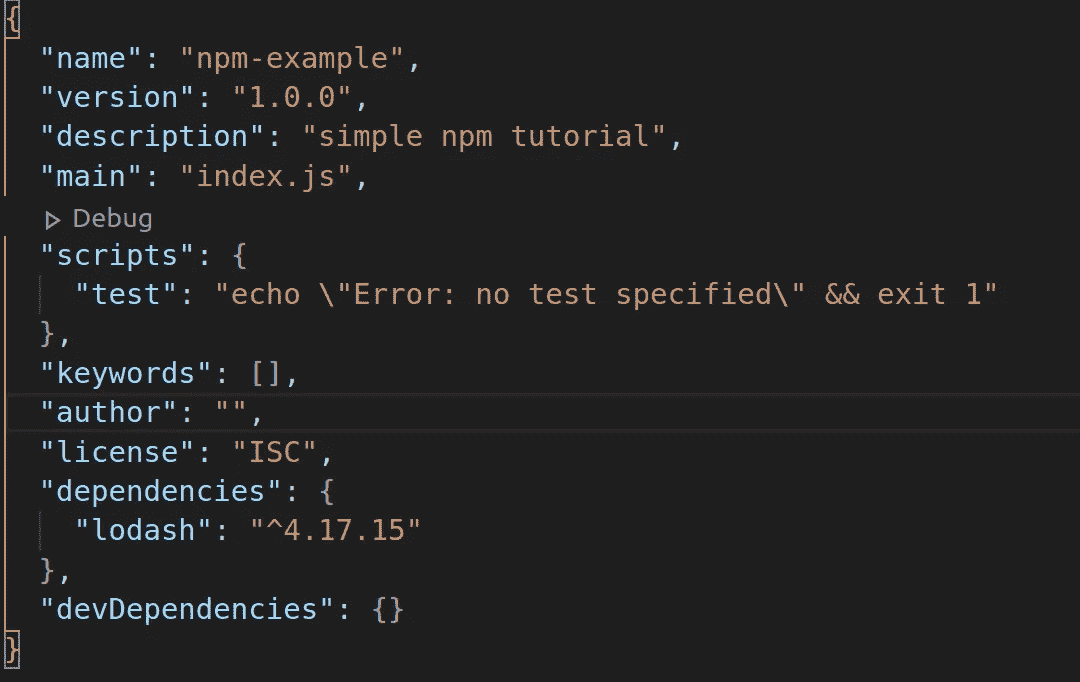 {
  "name": "npm-example",
  "version": "1.0.0",
  "description": "simple npm tutorial",
  "main": "index.js",
  Debug
  "scripts": {
    "test": "echo \"Error: no test specified\" && exit 1"
  },
  "keywords": [],
  "author": "",
  "license": "ISC",
  "dependencies": {
    "lodash": "^4.17.15"
  },
  "devDependencies": {}
}